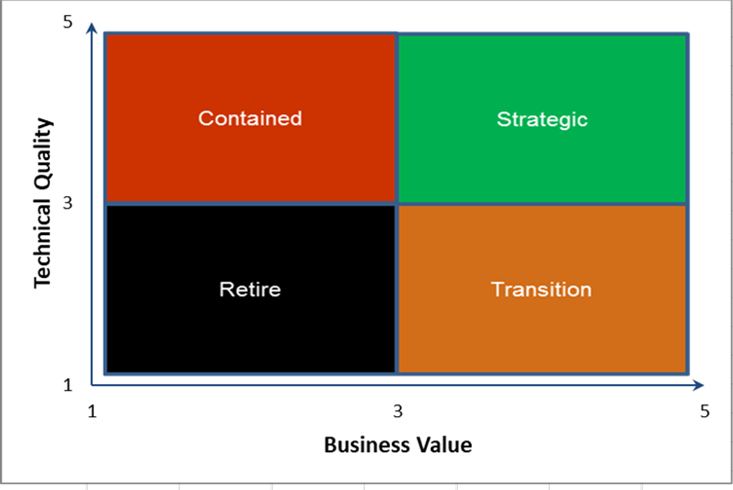 5
Contained
Strategic
Technical Quality
3
Retire
Transition
1
1 3 5
Business Value